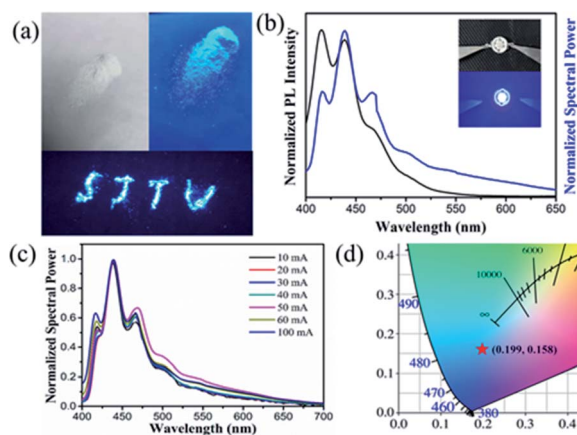 (a)
SJTU
(b)
Normalized PL Intensity
Normalized Spectral Power
400 450 500 550 600 650
Wavelength (nm)
(c)
Normalized Spectral Power
1.0
0.8
0.6
0.4
0.2
0.0
10 mA
20 mA
30 mA
40 mA
50 mA
60 mA
100 mA
400 450 500 550 600 650 700
Wavelength (nm)
(d)
0.4
0.3
0.2
0.1
0.0
490
480
470
460
380
10000
6000
∞
(0.199, 0.158)
0.0 0.1 0.2 0.3 0.4